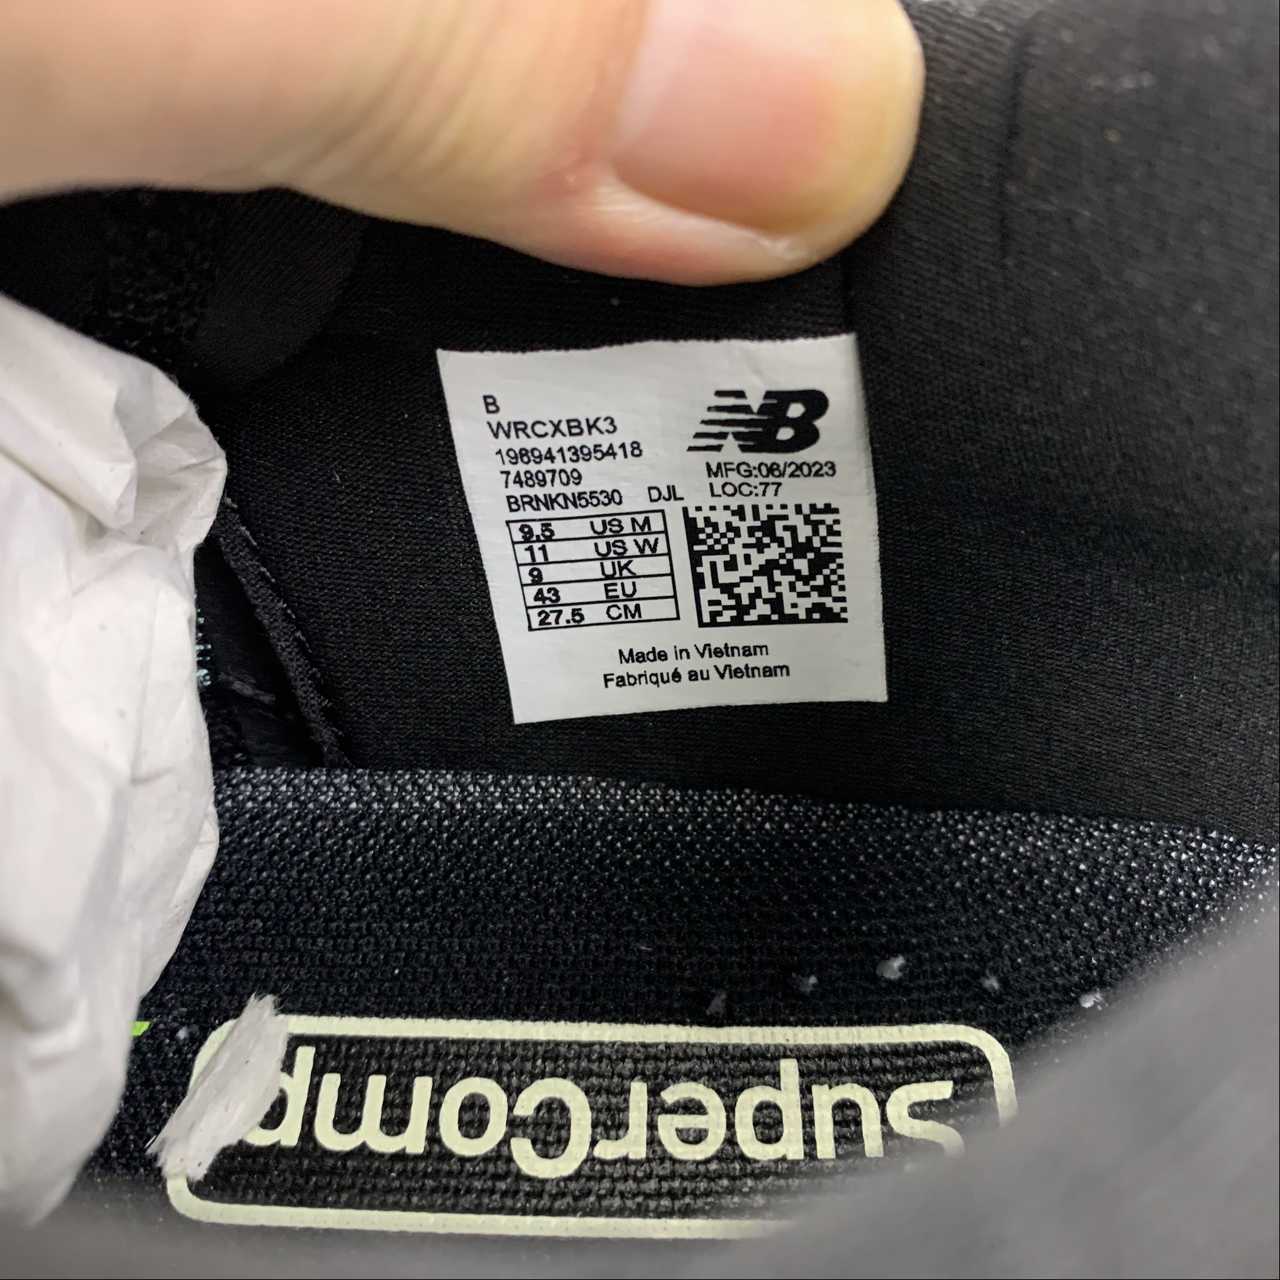 B
WRCXBK3
NB
196941395418
MFG:06/2023
7489709
LOC:77
BRNKN5530 DJL
9.5 US M
11 US W
9 UK
43 EU
27.5 CM
Made in Vietnam
Fabriqué au Vietnam
SuperComp